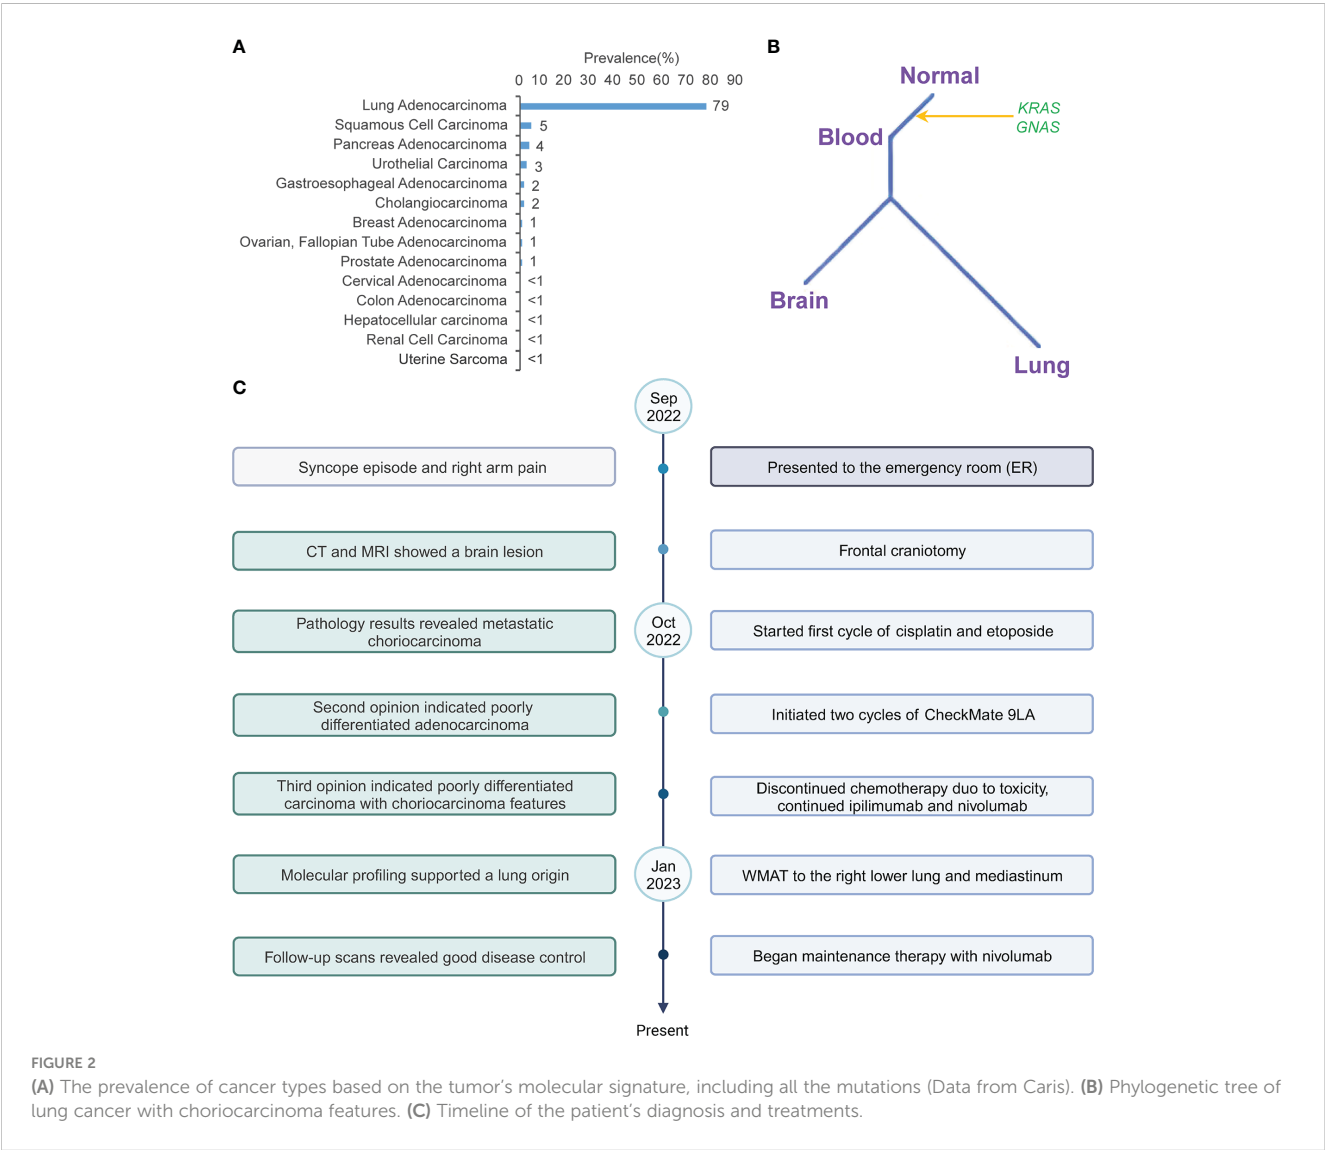 A
Prevalence(%)
0 10 20 30 40 50 60 70 80 90
Lung Adenocarcinoma 79
Squamous Cell Carcinoma 5
Pancreas Adenocarcinoma 4
Urothelial Carcinoma 3
Gastroesophageal Adenocarcinoma 2
Cholangiocarcinoma 2
Breast Adenocarcinoma 1
Ovarian, Fallopian Tube Adenocarcinoma 1
Prostate Adenocarcinoma 1
Cervical Adenocarcinoma <1
Colon Adenocarcinoma <1
Hepatocellular carcinoma <1
Renal Cell Carcinoma <1
Uterine Sarcoma <1
B
Normal
KRAS
GNAS
Blood
Brain
Lung
C
Sep
2022
Syncope episode and right arm pain
Presented to the emergency room (ER)
CT and MRI showed a brain lesion
Frontal craniotomy
Pathology results revealed metastatic
choriocarcinoma
Oct
2022
Started first cycle of cisplatin and etoposide
Second opinion indicated poorly
differentiated adenocarcinoma
Initiated two cycles of CheckMate 9LA
Third opinion indicated poorly differentiated
carcinoma with choriocarcinoma features
Discontinued chemotherapy duo to toxicity,
continued ipilimumab and nivolumab
Molecular profiling supported a lung origin
Jan
2023
WMAT to the right lower lung and mediastinum
Follow-up scans revealed good disease control
Began maintenance therapy with nivolumab
Present
FIGURE 2
(A) The prevalence of cancer types based on the tumor's molecular signature, including all the mutations (Data from Caris). (B) Phylogenetic tree of
lung cancer with choriocarcinoma features. (C) Timeline of the patient's diagnosis and treatments.